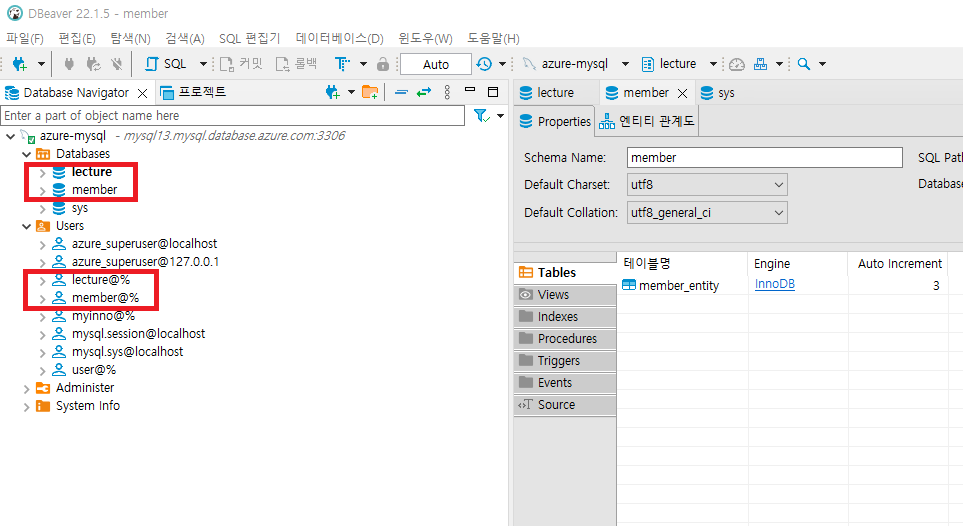 DBeaver 22.1.5 - member
파일(F) 편집(E) 탐색(N) 검색(A) SQL 편집기 데이터베이스(D) 윈도우(W) 도움말(H)
SQL 커밋 롤백 Auto azure-mysql lecture
Database Navigator 프로젝트
Enter a part of object name here
azure-mysql - mysql13.mysql.database.azure.com:3306
Databases
lecture
member
sys
Users
azure_superuser@localhost
azure_superuser@127.0.0.1
lecture@%
member@%
myinno@%
mysql.session@localhost
mysql.sys@localhost
user@%
Administer
System Info
lecture member sys
Properties 엔티티 관계도
Schema Name: member SQL Pat
Default Charset: utf8 Database
Default Collation: utf8_general_ci
Tables
Views
Indexes
Procedures
Triggers
Events
Source
테이블명 Engine Auto Increment
member_entity InnoDB 3